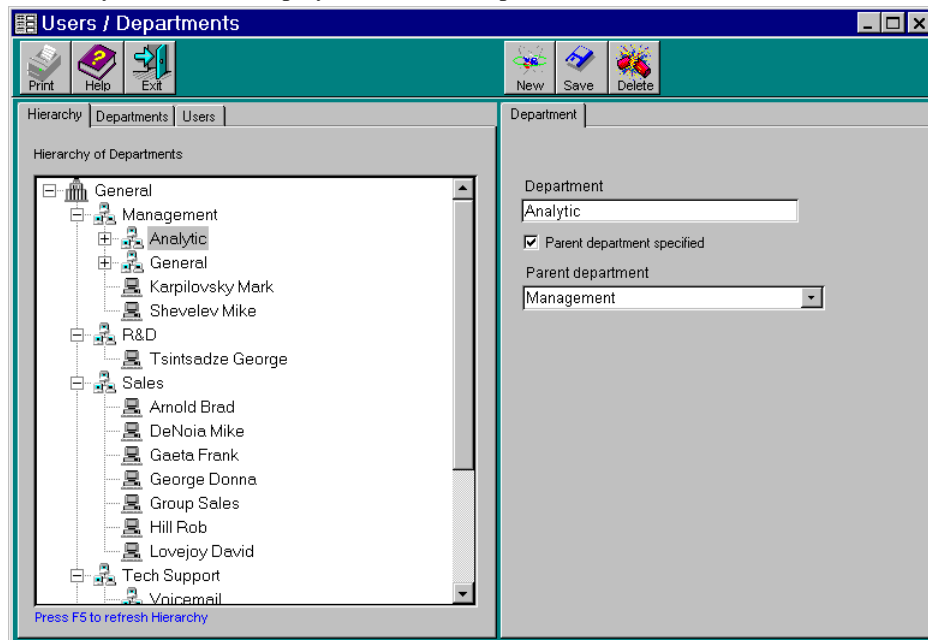 Users / Departments
Print Help Exit
New Save Delete
Hierarchy Departments Users
Hierarchy of Departments
General
Management
Analytic
General
Karpilovsky Mark
Shevelev Mike
R&D
Tsintsadze George
Sales
Arnold Brad
DeNoia Mike
Gaeta Frank
George Donna
Group Sales
Hill Rob
Lovejoy David
Tech Support
Voicemail
Press F5 to refresh Hierarchy
Department
Department
Analytic
Parent department specified
Parent department
Management